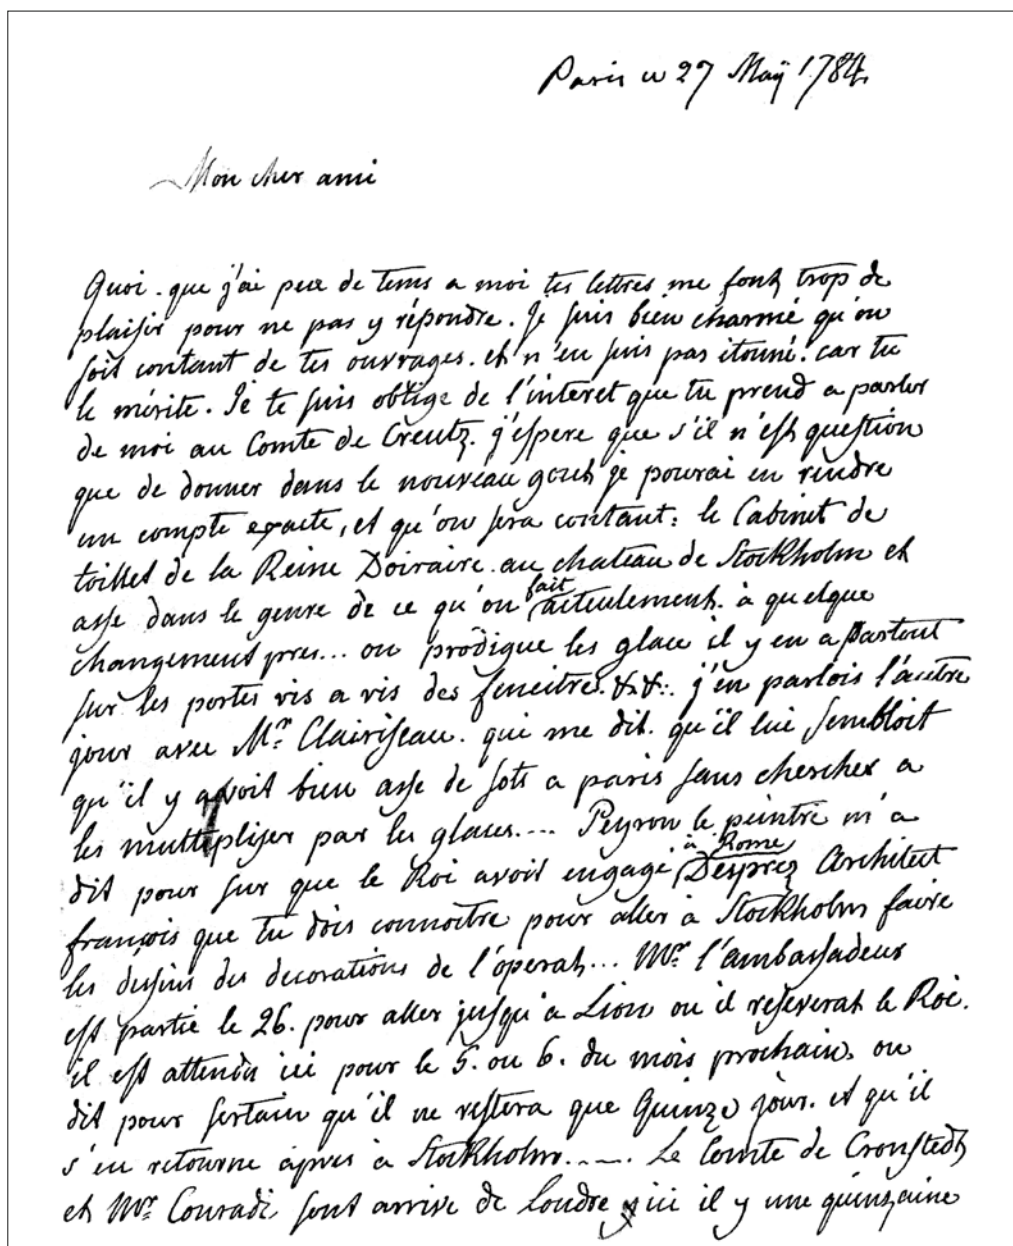 Paris ce 27 Maÿ 1784.
Mon cher ami
Quoi. que j'ai peu de tems a moi tes lettres me font trop de
plaisir pour ne pas y répondre. Je suis bien charmé qu'on
soit contant de tes ouvrages. et n'en suis pas étonné. car tu
le mérite. Je te suis oblige de l'interet que tu prend a parler
de moi au Comte de Creutz. j'espere que s'il n'est question
que de donner dans le nouveau gout je pourai en rendre
un compte exacte, et qu'on sera contant: le Cabinet de
toillet de la Reine Doiraire. au chateau de Stockholm et
asse dans le genre de ce qu'on fait acteulement. à quelque
changement pres... on prodigue les glace il y en a partout
sur les portes vis a vis des feneitre. &&. j'en parlois l'autre
jour avec Mr. Clairiseau. qui me dit. qu'il lui sembloit
qu'il y avoit bien asse de sots a paris sans chercher a
les multiplier par les glaces.... Peyron le peintre m'a
dit pour sur que le Roi avoit engagé à Rome Desprez Architect
françois que tu dois connoitre pour aller à Stockholm faire
les dessins des decorations de l'óperat... Mr. l'ambassadeur
est partie le 26. pour aller jusqu'a Lion ou il reseverat le Roi.
il est attendu ici pour le 5. ou 6. du mois prochain. on
dit pour sertain qu'il ne restera que Quinze jour. et qu'il
s'en retourne après à Stockholm..... Le Comte de Cronstedt
et Mr. Conradi sont arrive de Londre ici il y une quinzaine